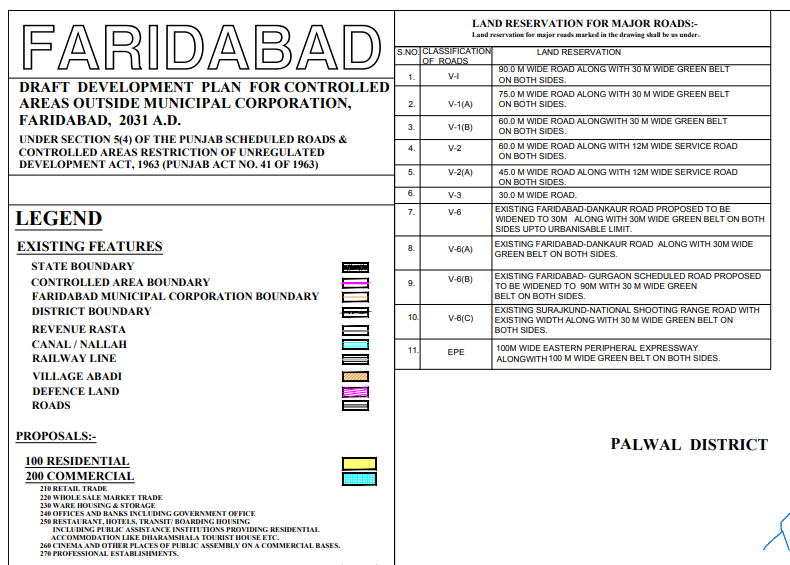 FARIDABAD
DRAFT DEVELOPMENT PLAN FOR CONTROLLED
AREAS OUTSIDE MUNICIPAL CORPORATION,
FARIDABAD, 2031 A.D.
UNDER SECTION 5(4) OF THE PUNJAB SCHEDULED ROADS &
CONTROLLED AREAS RESTRICTION OF UNREGULATED
DEVELOPMENT ACT, 1963 (PUNJAB ACT NO. 41 OF 1963)
LEGEND
EXISTING FEATURES
STATE BOUNDARY
CONTROLLED AREA BOUNDARY
FARIDABAD MUNICIPAL CORPORATION BOUNDARY
DISTRICT BOUNDARY
REVENUE RASTA
CANAL / NALLAH
RAILWAY LINE
VILLAGE ABADI
DEFENCE LAND
ROADS
PROPOSALS:-
100 RESIDENTIAL
200 COMMERCIAL
210 RETAIL TRADE
220 WHOLE SALE MARKET TRADE
230 WARE HOUSING & STORAGE
240 OFFICES AND BANKS INCLUDING GOVERNMENT OFFICE
250 RESTAURANT, HOTELS, TRANSIT/ BOARDING HOUSING
INCLUDING PUBLIC ASSISTANCE INSTITUTIONS PROVIDING RESIDENTIAL
ACCOMMODATION LIKE DHARAMSHALA TOURIST HOUSE ETC.
260 CINEMA AND OTHER PLACES OF PUBLIC ASSEMBLY ON A COMMERCIAL BASES.
270 PROFESSIONAL ESTABLISHMENTS.
LAND RESERVATION FOR MAJOR ROADS:-
Land reservation for major roads marked in the drawing shall be us under-
S.NO. CLASSIFICATION OF ROADS LAND RESERVATION
1. V-I 90.0 M WIDE ROAD ALONG WITH 30 M WIDE GREEN BELT
ON BOTH SIDES.
2. V-1(A) 75.0 M WIDE ROAD ALONG WITH 30 M WIDE GREEN BELT
ON BOTH SIDES.
3. V-1(B) 60.0 M WIDE ROAD ALONGWITH 30 M WIDE GREEN BELT
ON BOTH SIDES.
4. V-2 60.0 M WIDE ROAD ALONG WITH 12M WIDE SERVICE ROAD
ON BOTH SIDES.
5. V-2(A) 45.0 M WIDE ROAD ALONG WITH 12M WIDE SERVICE ROAD
ON BOTH SIDES.
6. V-3 30.0 M WIDE ROAD.
7. V-6 EXISTING FARIDABAD-DANKAUR ROAD PROPOSED TO BE
WIDENED TO 30M ALONG WITH 30M WIDE GREEN BELT ON BOTH
SIDES UPTO URBANISABLE LIMIT.
8. V-6(A) EXISTING FARIDABAD-DANKAUR ROAD ALONG WITH 30M WIDE
GREEN BELT ON BOTH SIDES.
9. V-6(B) EXISTING FARIDABAD- GURGAON SCHEDULED ROAD PROPOSED
TO BE WIDENED TO 90M WITH 30 M WIDE GREEN
BELT ON BOTH SIDES.
10. V-6(C) EXISTING SURAJKUND-NATIONAL SHOOTING RANGE ROAD WITH
EXISTING WIDTH ALONG WITH 30 M WIDE GREEN BELT ON
BOTH SIDES.
11. EPE 100M WIDE EASTERN PERIPHERAL EXPRESSWAY
ALONGWITH 100 M WIDE GREEN BELT ON BOTH SIDES.
PALWAL DISTRICT